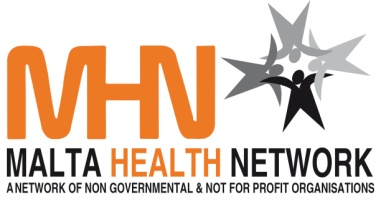 MHN
MALTA HEALTH NETWORK
A NETWORK OF NON GOVERNMENTAL & NOT FOR PROFIT ORGANISATIONS